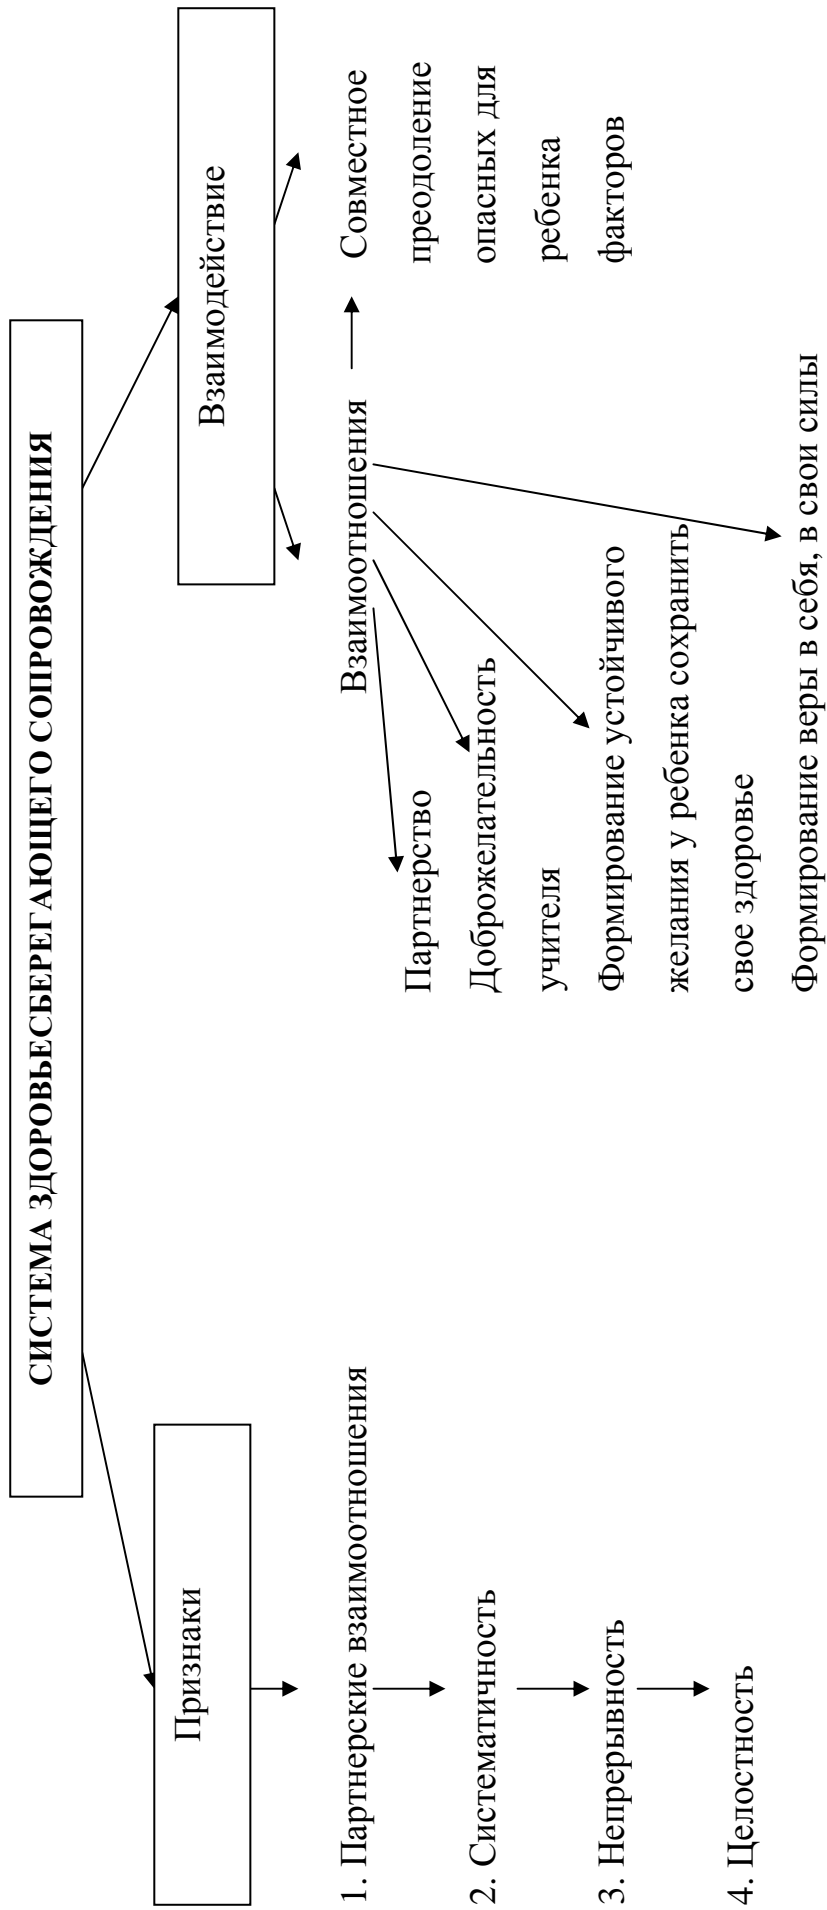 СИСТЕМА ЗДОРОВЬЕСБЕРЕГАЮЩЕГО СОПРОВОЖДЕНИЯ
Признаки
1. Партнерские взаимоотношения
2. Систематичность
3. Непрерывность
4. Целостность
Взаимодействие
Взаимоотношения
Партнерство
Доброжелательность
учителя
Формирование устойчивого
желания у ребенка сохранить
свое здоровье
Формирование веры в себя, в свои силы
Совместное
преодоление
опасных для
ребенка
факторов